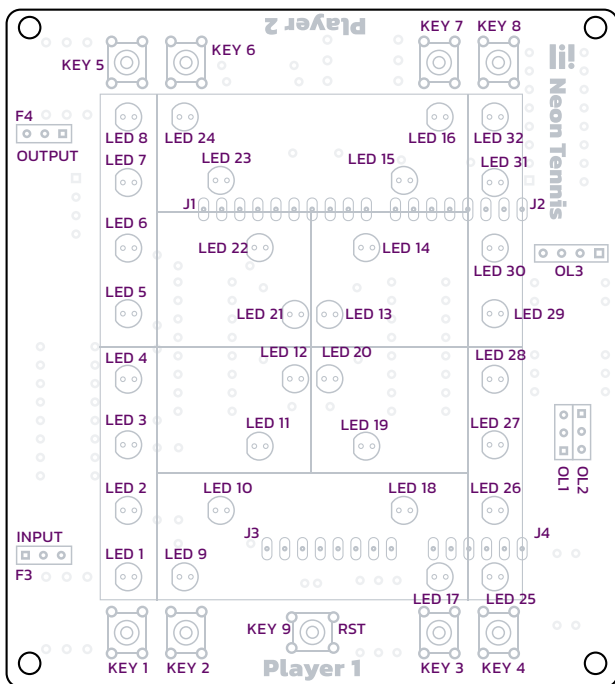 Player 2
KEY 5
KEY 6
KEY 7
KEY 8
Neon Tennis
F4
OUTPUT
LED 8
LED 24
LED 16
LED 32
LED 7
LED 23
LED 15
LED 31
J1
J2
LED 6
LED 22
LED 14
LED 30
OL3
LED 5
LED 21
LED 13
LED 29
LED 4
LED 12
LED 20
LED 28
LED 3
LED 11
LED 19
LED 27
OL1
OL2
LED 2
LED 10
LED 18
LED 26
INPUT
F3
J3
J4
LED 1
LED 9
LED 17
LED 25
KEY 1
KEY 2
KEY 9
RST
KEY 3
KEY 4
Player 1